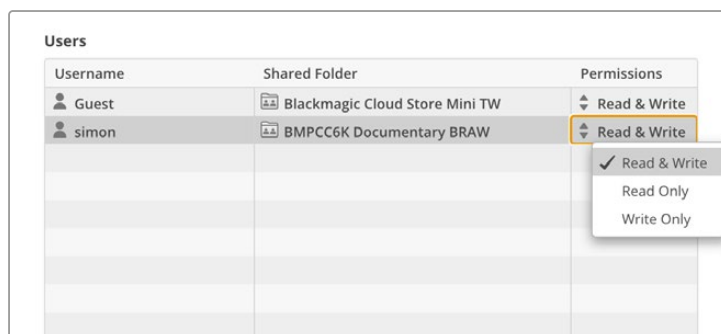 Users
Username Shared Folder Permissions
Guest Blackmagic Cloud Store Mini TW Read & Write
simon BMPCC6K Documentary BRAW Read & Write
Read & Write
Read Only
Write Only